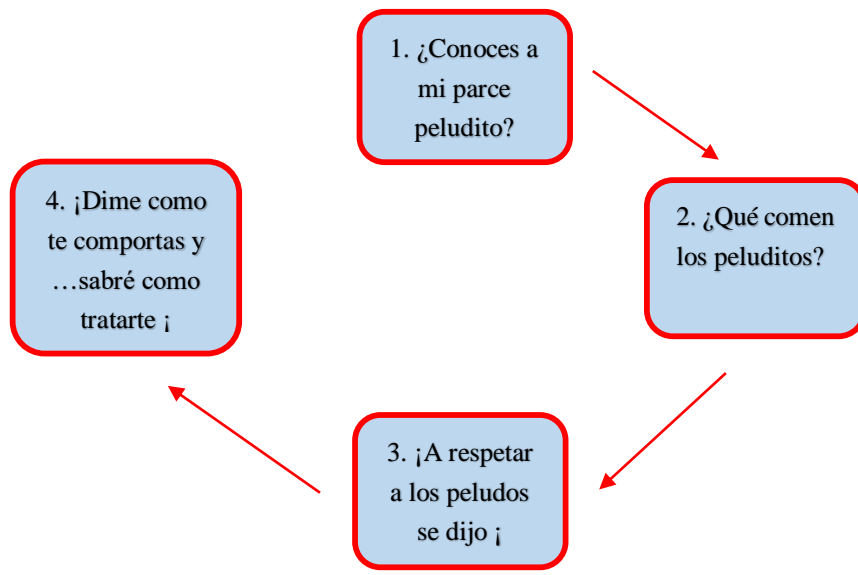 1. ¿Conoces a
mi parce
peludito?
2. ¿Qué comen
los peluditos?
3. ¡A respetar
a los peludos
se dijo ¡
4. ¡Dime como
te comportas y
…sabré como
tratarte ¡